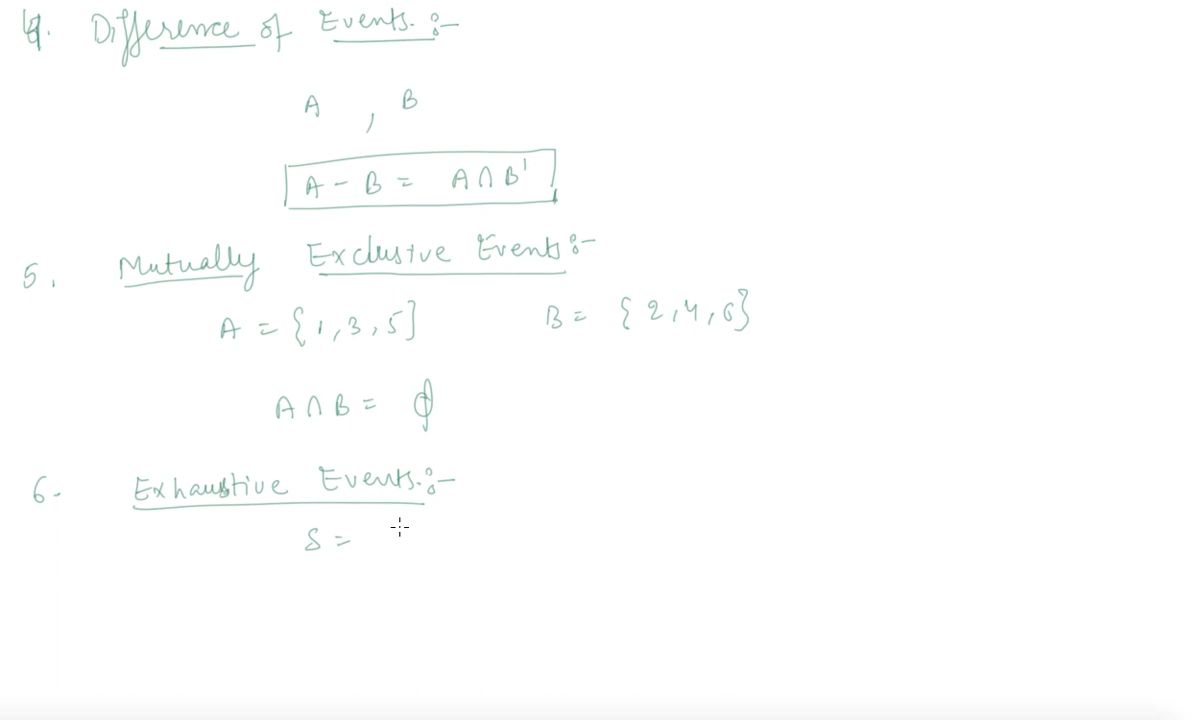 4. Difference of Events :-
A , B
A - B = A ∩ B'
5. Mutually Exclusive Events :-
A = {1, 3, 5} B = {2, 4, 6}
A ∩ B = ϕ
6. Exhaustive Events. :-
S =